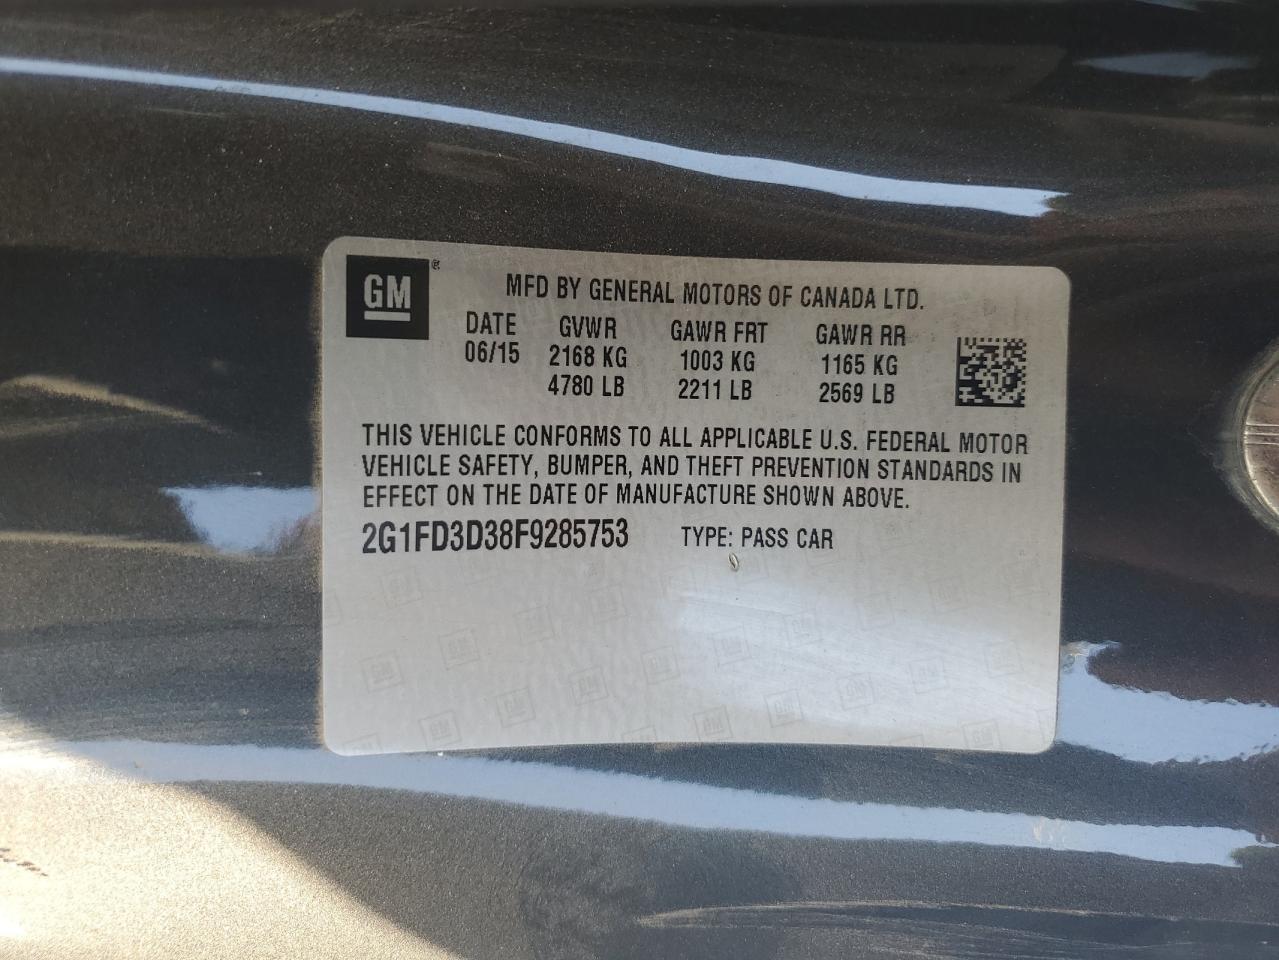 GM ®
MFD BY GENERAL MOTORS OF CANADA LTD.
DATE GVWR GAWR FRT GAWR RR
06/15 2168 KG 1003 KG 1165 KG
4780 LB 2211 LB 2569 LB
THIS VEHICLE CONFORMS TO ALL APPLICABLE U.S. FEDERAL MOTOR
VEHICLE SAFETY, BUMPER, AND THEFT PREVENTION STANDARDS IN
EFFECT ON THE DATE OF MANUFACTURE SHOWN ABOVE.
2G1FD3D38F9285753 TYPE: PASS CAR